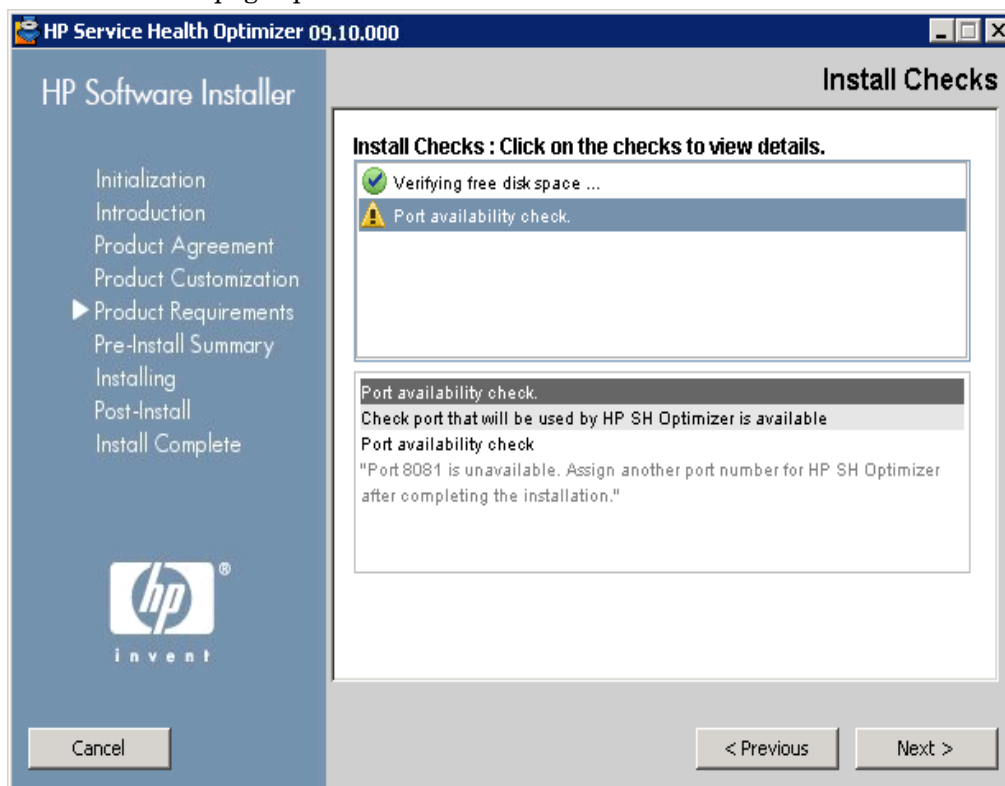 HP Service Health Optimizer 09.10.000
HP Software Installer
Install Checks
Initialization
Introduction
Product Agreement
Product Customization
Product Requirements
Pre-Install Summary
Installing
Post-Install
Install Complete
hp
®
invent
Install Checks : Click on the checks to view details.
Verifying free disk space ...
Port availability check.
Port availability check.
Check port that will be used by HP SH Optimizer is available
Port availability check
"Port 8081 is unavailable. Assign another port number for HP SH Optimizer
after completing the installation."
Cancel
< Previous
Next >